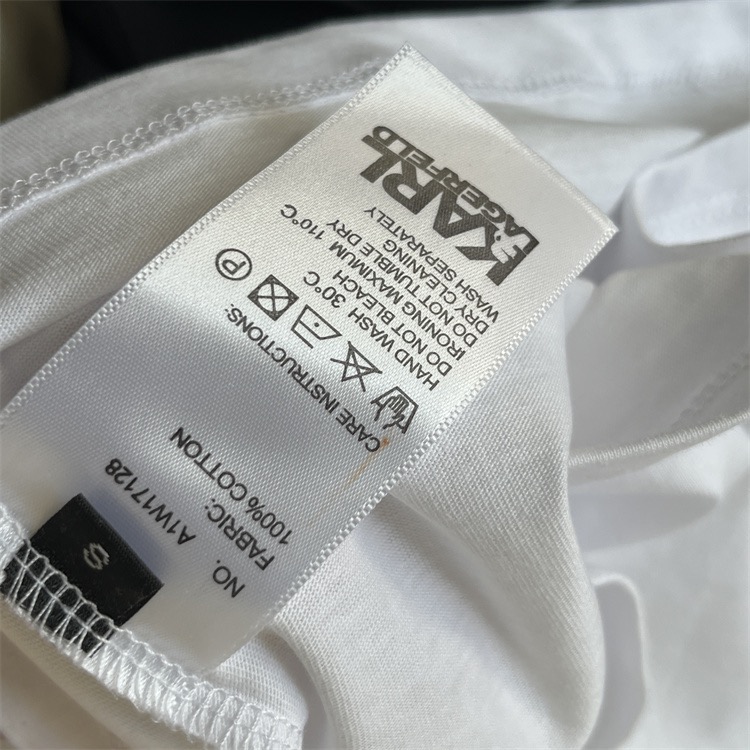 KARL
LAGERFELD
WASH SEPARATELY
DRY CLEANING
DO NOT TUMBLE DRY
IRONING MAXIMUM 110°C
DO NOT BLEACH
HAND WASH 30°C
P
CARE INSTRUCTIONS:
100% COTTON
FABRIC:
A1W17128
NO.
S